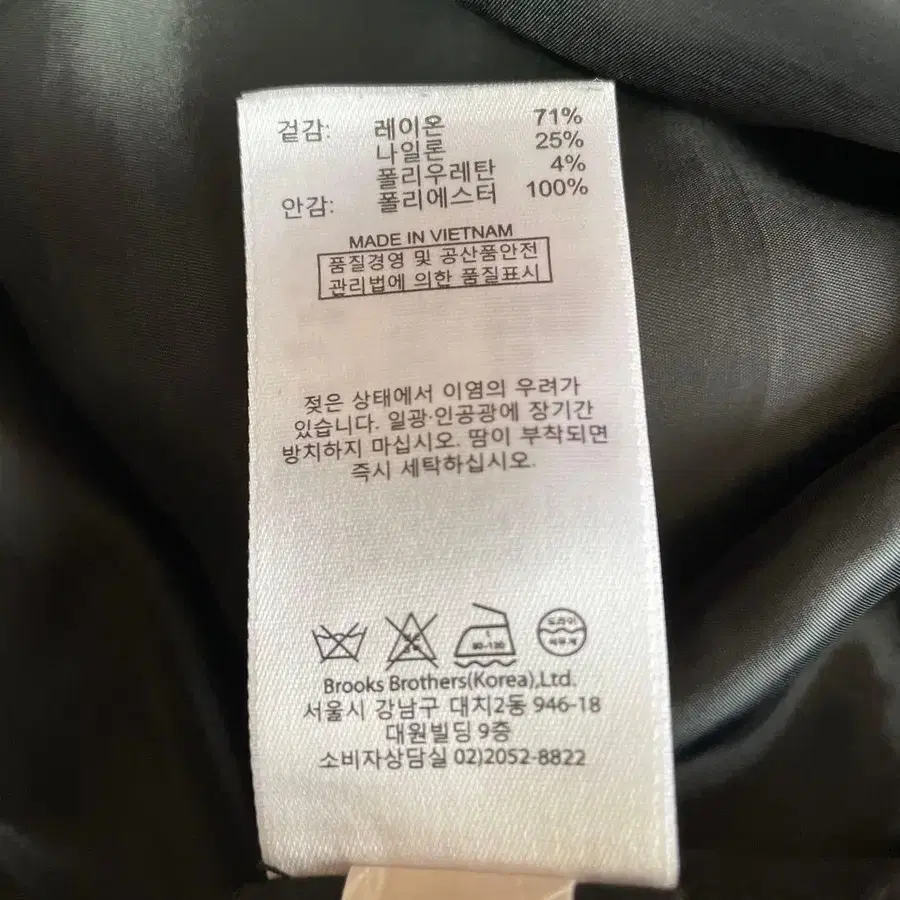 겉감: 레이온 71%
나일론 25%
폴리우레탄 4%
안감: 폴리에스터 100%
MADE IN VIETNAM
품질경영 및 공산품안전
관리법에 의한 품질표시
젖은 상태에서 이염의 우려가
있습니다. 일광·인공광에 장기간
방치하지 마십시오. 땀이 부착되면
즉시 세탁하십시오.
드라이
석유계
Brooks Brothers(Korea),Ltd.
서울시 강남구 대치2동 946-18
대원빌딩 9층
소비자상담실 02)2052-8822